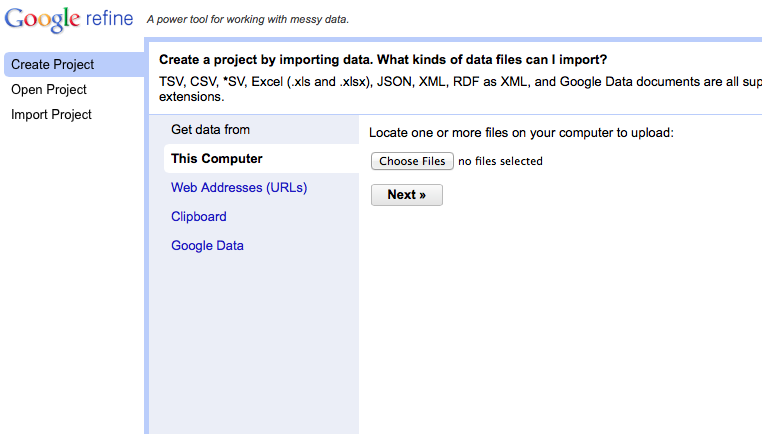 Google refine A power tool for working with messy data.
Create Project
Open Project
Import Project
Create a project by importing data. What kinds of data files can I import?
TSV, CSV, *SV, Excel (.xls and .xlsx), JSON, XML, RDF as XML, and Google Data documents are all sup
extensions.
Get data from
This Computer
Web Addresses (URLs)
Clipboard
Google Data
Locate one or more files on your computer to upload:
Choose Files no files selected
Next »